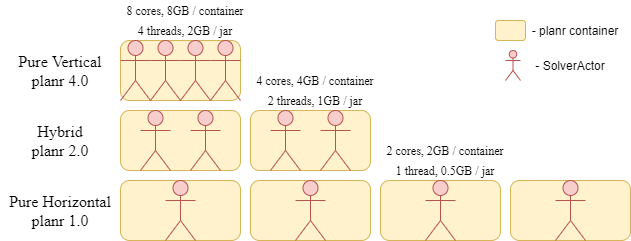 8 cores, 8GB / container
4 threads, 2GB / jar
- planr container
- SolverActor
Pure Vertical
planr 4.0
4 cores, 4GB / container
2 threads, 1GB / jar
Hybrid
planr 2.0
2 cores, 2GB / container
1 thread, 0.5GB / jar
Pure Horizontal
planr 1.0